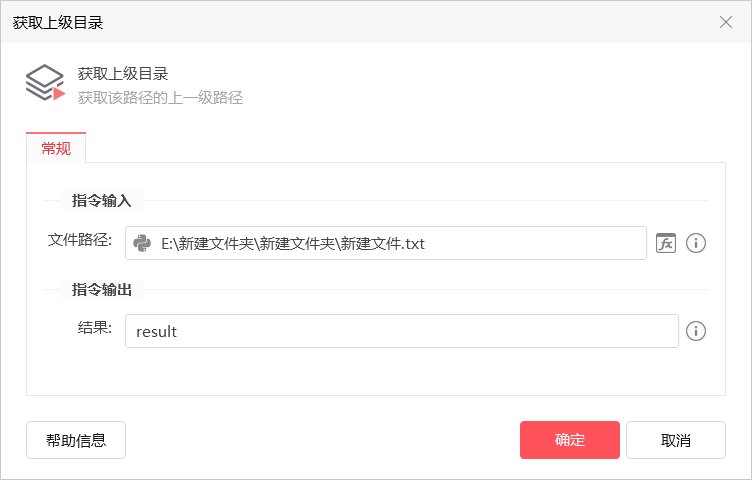 获取上级目录
获取上级目录
获取该路径的上一级路径
常规
指令输入
文件路径: E:\新建文件夹\新建文件夹\新建文件.txt fx
指令输出
结果: result
帮助信息 确定 取消